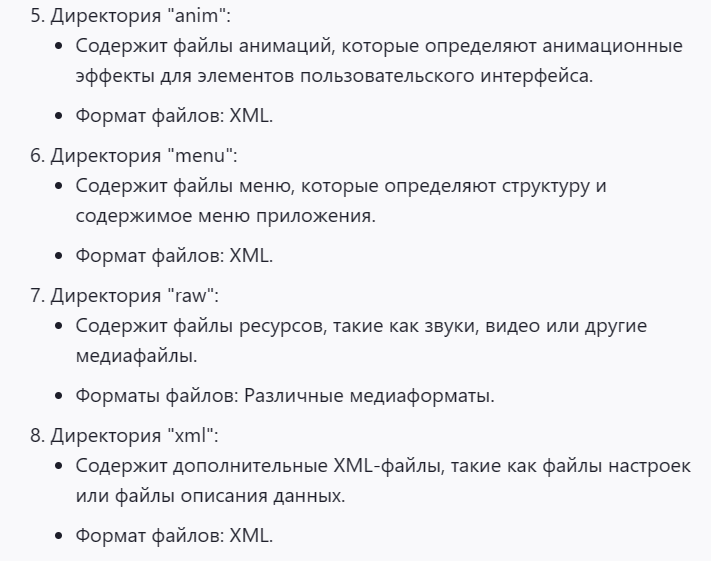 5. Директория "anim":
• Содержит файлы анимаций, которые определяют анимационные
эффекты для элементов пользовательского интерфейса.
• Формат файлов: XML.
6. Директория "menu":
• Содержит файлы меню, которые определяют структуру и
содержимое меню приложения.
• Формат файлов: XML.
7. Директория "raw":
• Содержит файлы ресурсов, такие как звуки, видео или другие
медиафайлы.
• Форматы файлов: Различные медиаформаты.
8. Директория "xml":
• Содержит дополнительные XML-файлы, такие как файлы настроек
или файлы описания данных.
• Формат файлов: XML.